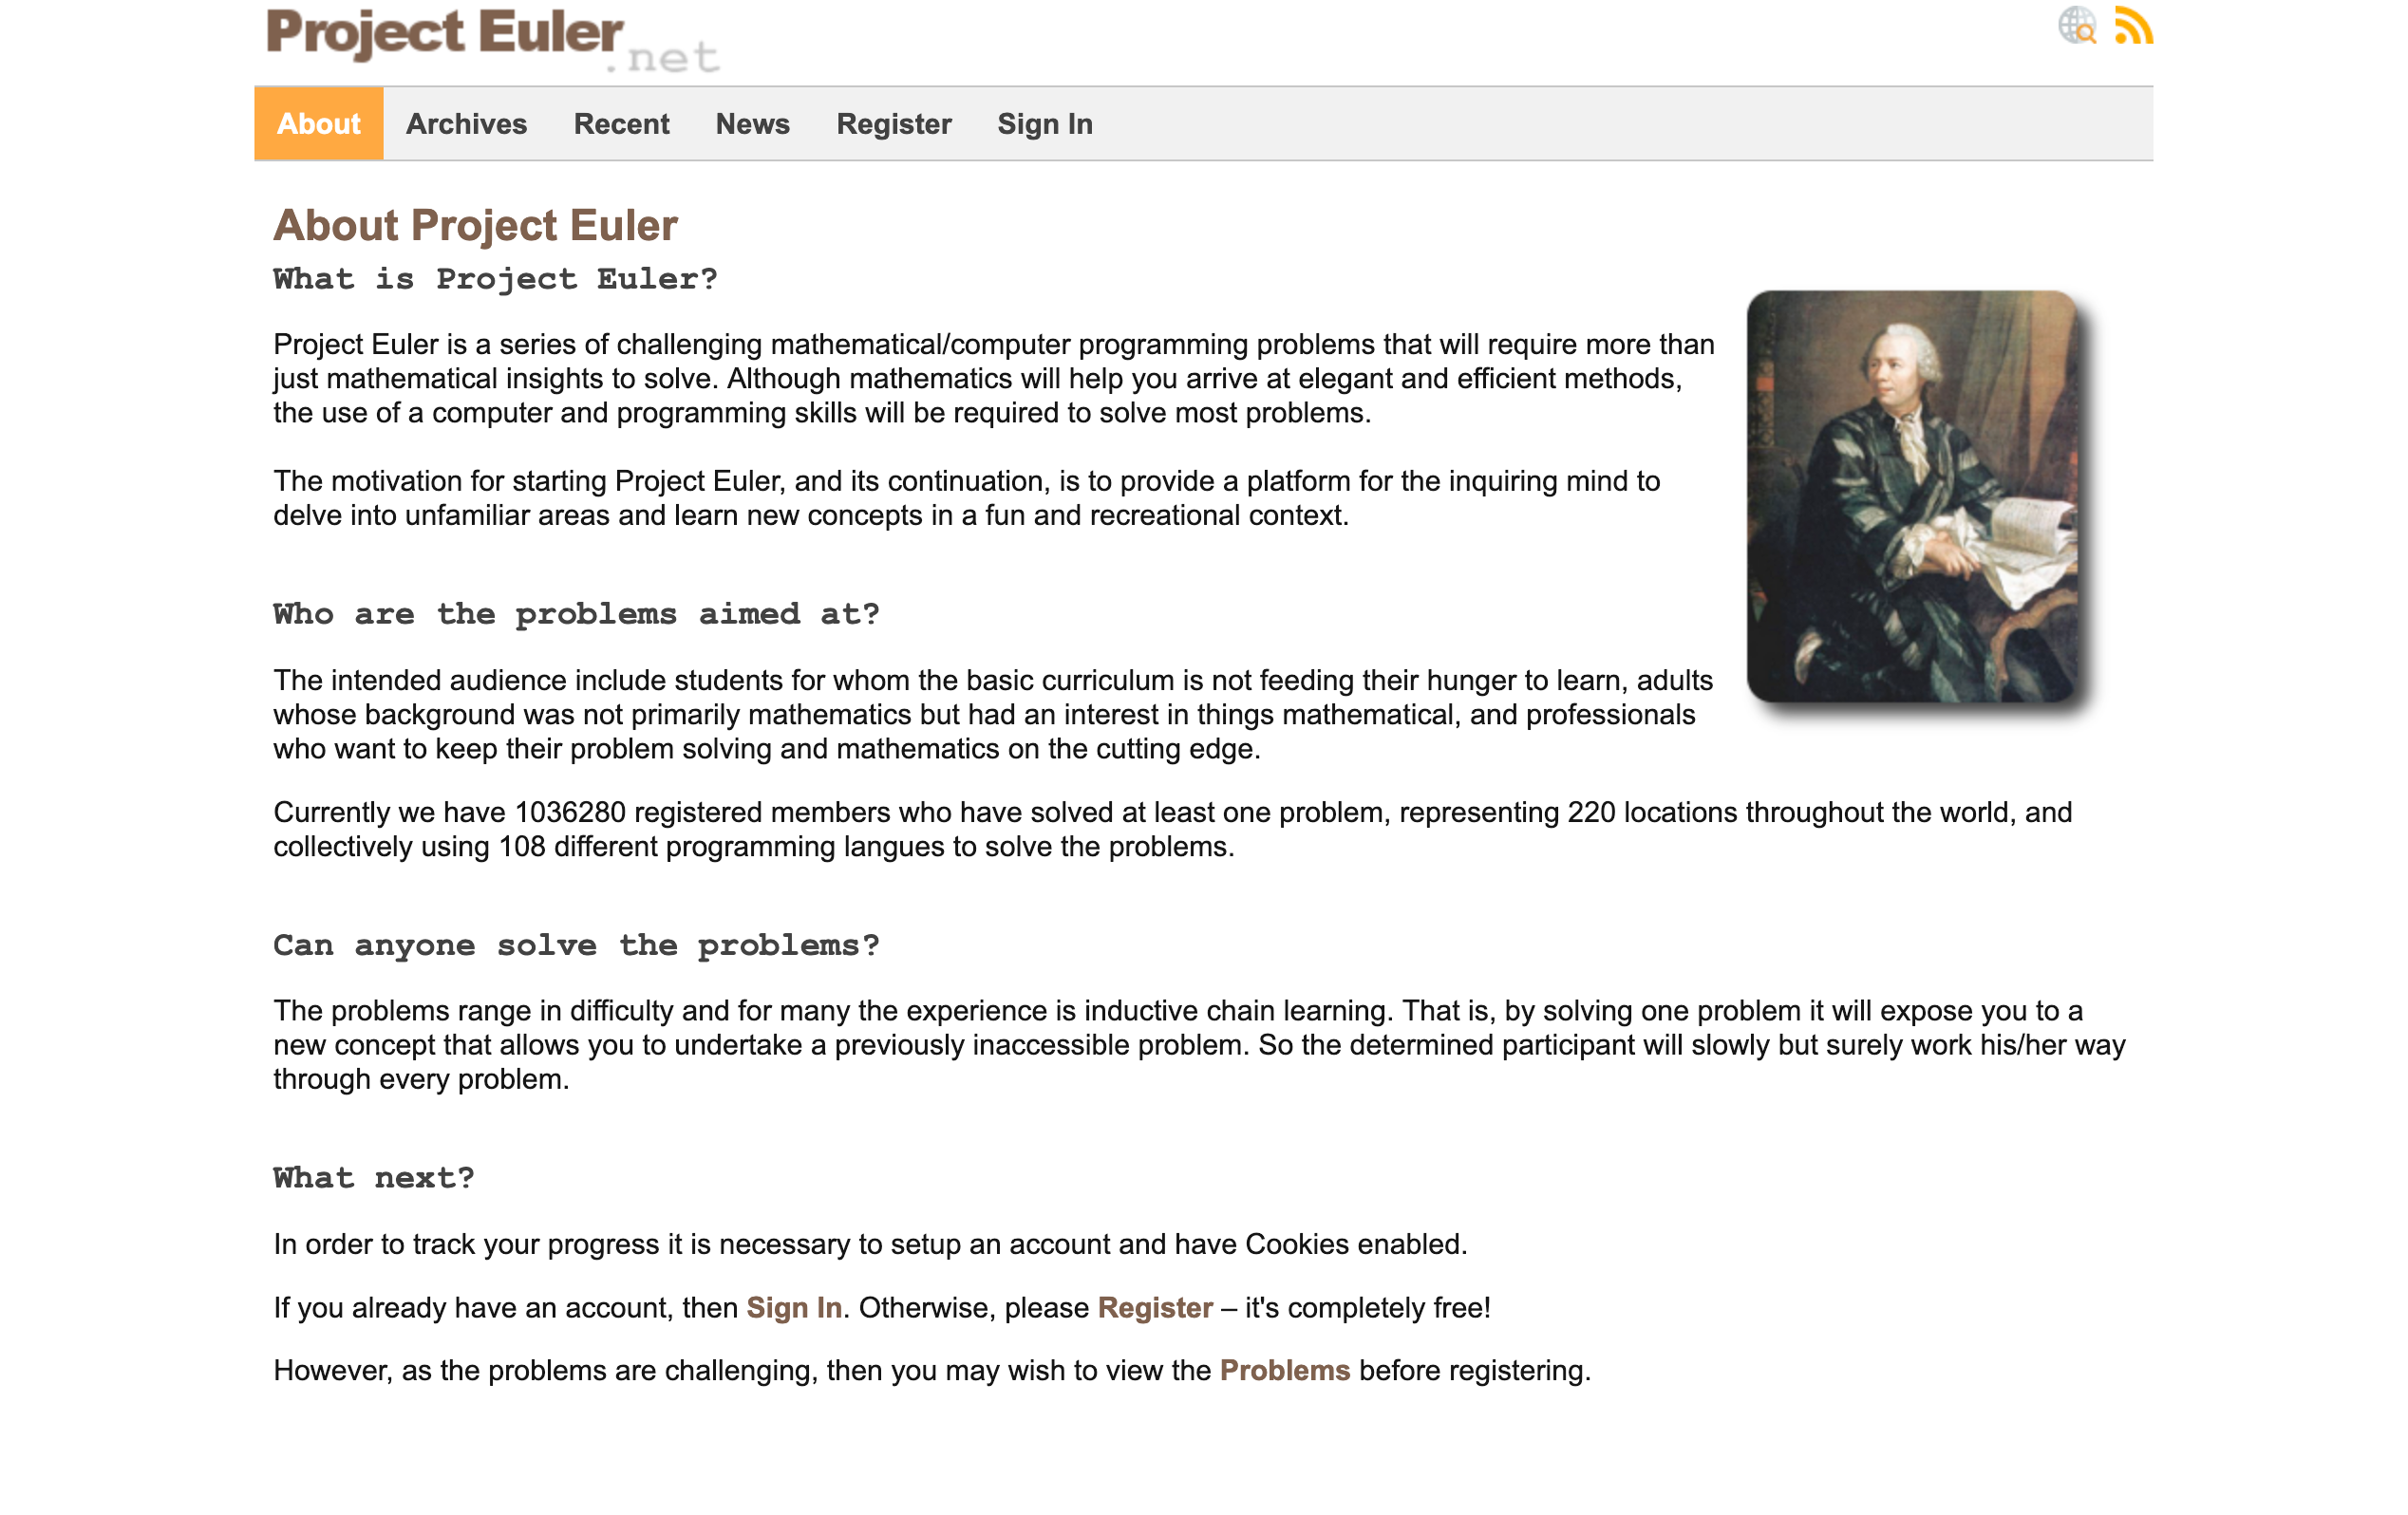 Project Euler.net
About Archives Recent News Register Sign In
About Project Euler
What is Project Euler?
Project Euler is a series of challenging mathematical/computer programming problems that will require more than
just mathematical insights to solve. Although mathematics will help you arrive at elegant and efficient methods,
the use of a computer and programming skills will be required to solve most problems.
The motivation for starting Project Euler, and its continuation, is to provide a platform for the inquiring mind to
delve into unfamiliar areas and learn new concepts in a fun and recreational context.
Who are the problems aimed at?
The intended audience include students for whom the basic curriculum is not feeding their hunger to learn, adults
whose background was not primarily mathematics but had an interest in things mathematical, and professionals
who want to keep their problem solving and mathematics on the cutting edge.
Currently we have 1036280 registered members who have solved at least one problem, representing 220 locations throughout the world, and
collectively using 108 different programming langues to solve the problems.
Can anyone solve the problems?
The problems range in difficulty and for many the experience is inductive chain learning. That is, by solving one problem it will expose you to a
new concept that allows you to undertake a previously inaccessible problem. So the determined participant will slowly but surely work his/her way
through every problem.
What next?
In order to track your progress it is necessary to setup an account and have Cookies enabled.
If you already have an account, then Sign In. Otherwise, please Register – it's completely free!
However, as the problems are challenging, then you may wish to view the Problems before registering.